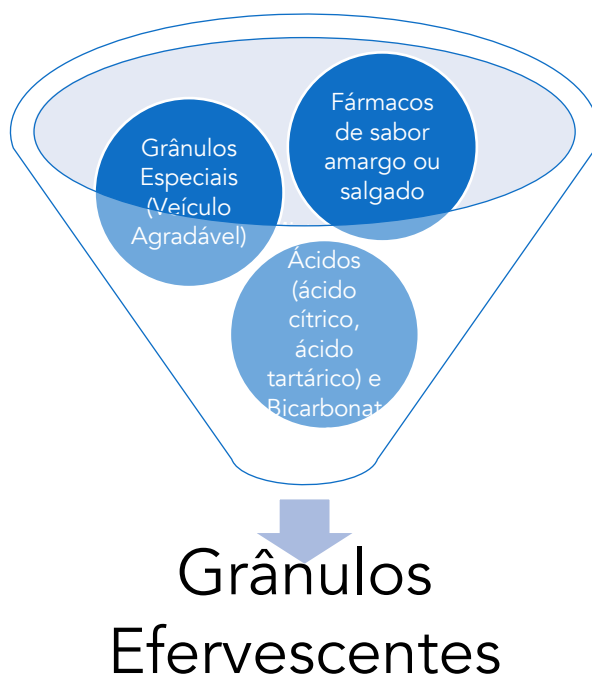 Fármacos
de sabor
amargo ou
salgado
Grânulos
Especiais
(Veículo
Agradável)
Ácidos
(ácido
cítrico,
ácido
tartárico) e
Bicarbonat
Grânulos
Efervescentes